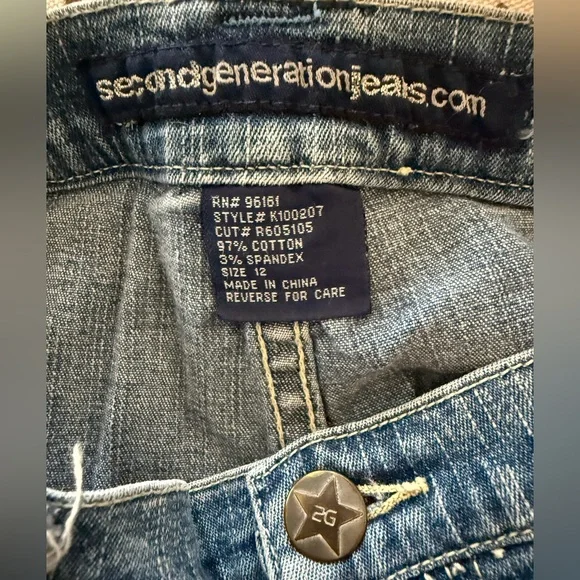 secondgenerationjeans.com
RN# 96161
STYLE# K100207
CUT# R605105
97% COTTON
3% SPANDEX
SIZE 12
MADE IN CHINA
REVERSE FOR CARE
2G